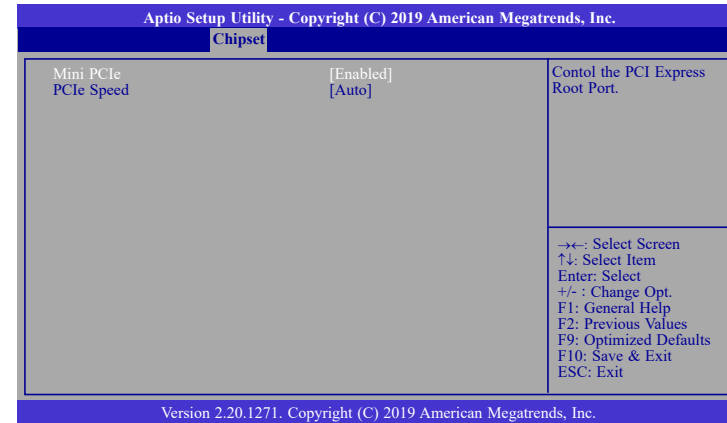 Aptio Setup Utility - Copyright (C) 2019 American Megatrends, Inc.
Chipset
Mini PCIe [Enabled]
PCIe Speed [Auto]
Contol the PCI Express
Root Port.
→←: Select Screen
↑↓: Select Item
Enter: Select
+/- : Change Opt.
F1: General Help
F2: Previous Values
F9: Optimized Defaults
F10: Save & Exit
ESC: Exit
Version 2.20.1271. Copyright (C) 2019 American Megatrends, Inc.